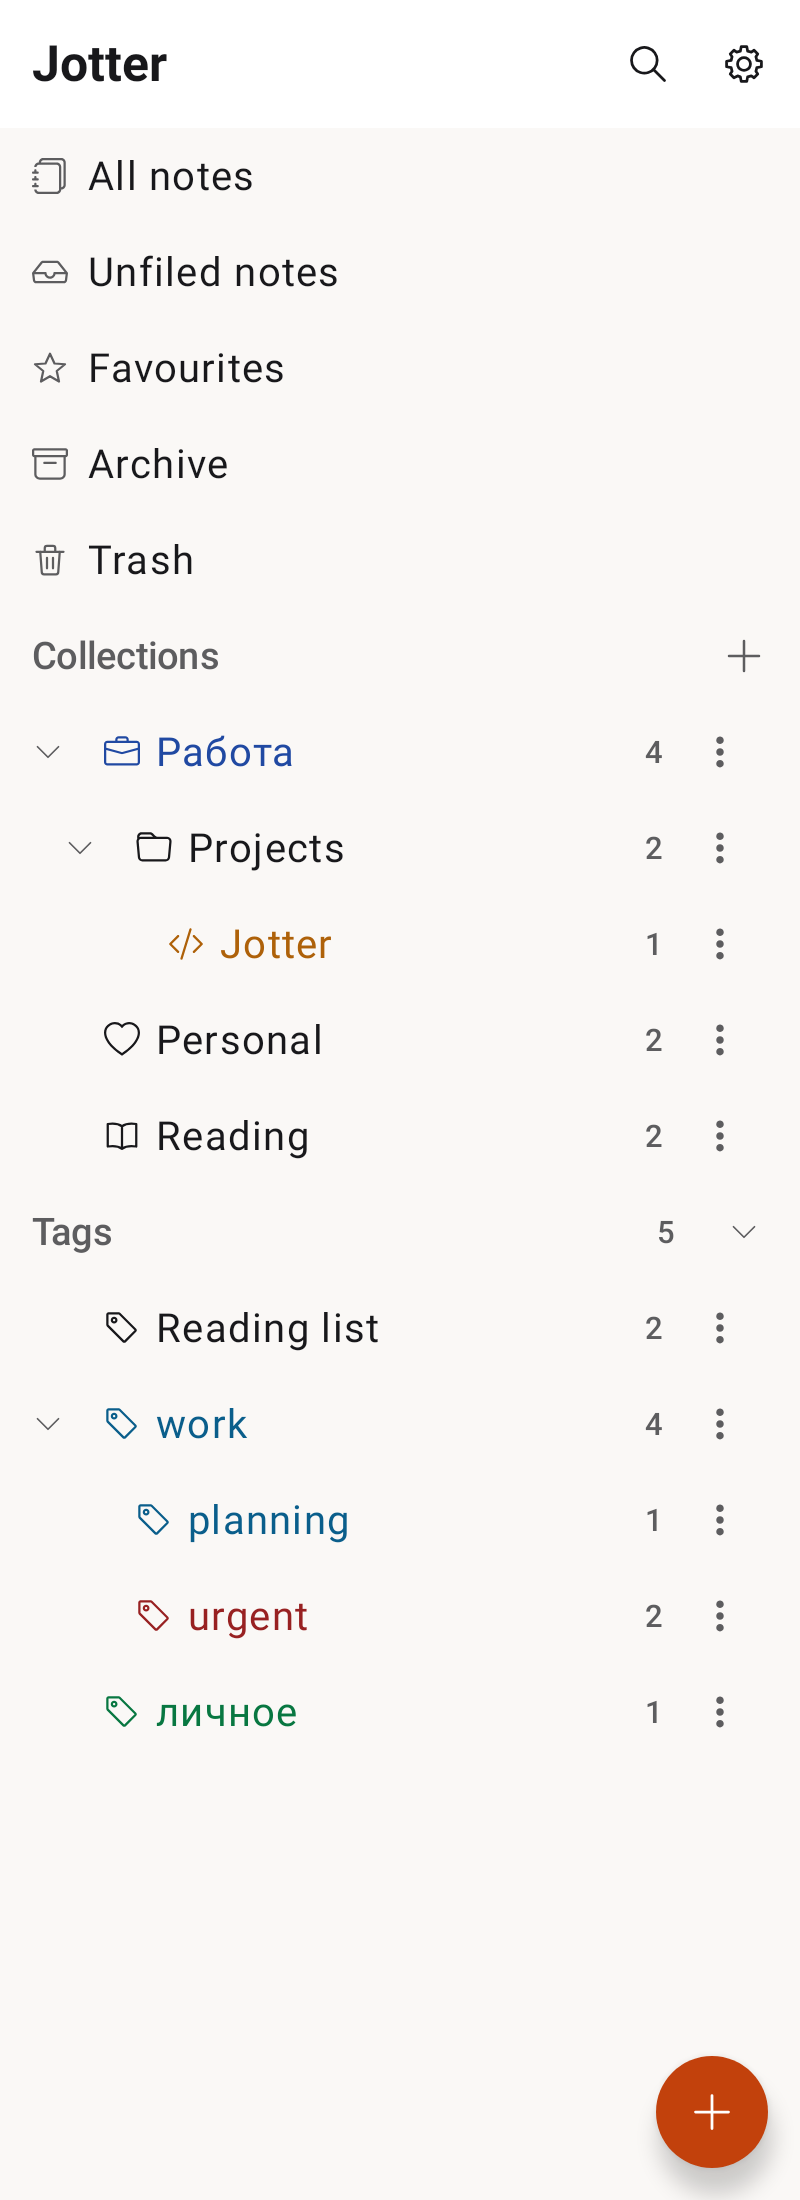 Jotter
All notes
Unfiled notes
Favourites
Archive
Trash
Collections
Работа 4
Projects 2
Jotter 1
Personal 2
Reading 2
Tags 5
Reading list 2
work 4
planning 1
urgent 2
личное 1